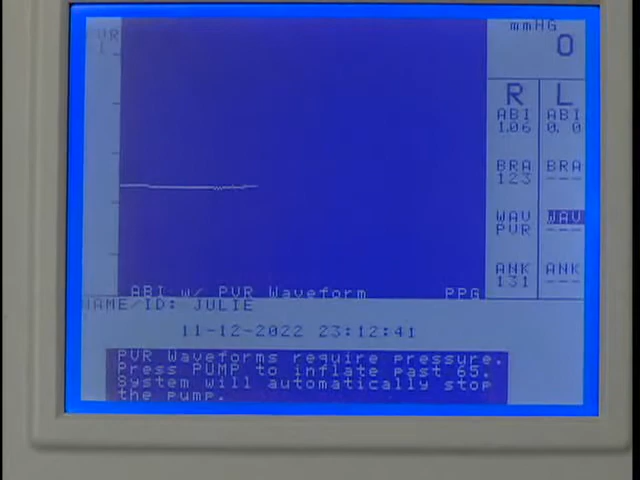 mmHG
VR
1
0
R L
ABI ABI
1.06 0. 0
BRA BRA
123 ---
WAV WAV
PVR ---
ANK ANK
131 ---
ABI w/ PVR Waveform PPG
NAME/ID: JULIE
11-12-2022 23:12:41
PVR Waveforms require pressure.
Press PUMP to inflate past 65.
System will automatically stop
the pump.